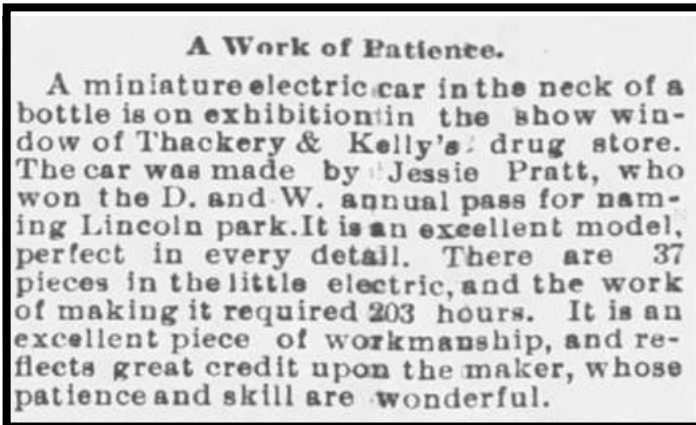 A Work of Patience.
A miniature electric car in the neck of a
bottle is on exhibition in the show win-
dow of Thackery & Kelly's drug store.
The car was made by Jessie Pratt, who
won the D. and W. annual pass for nam-
ing Lincoln park. It is an excellent model,
perfect in every detail. There are 37
pieces in the little electric, and the work
of making it required 203 hours. It is an
excellent piece of workmanship, and re-
flects great credit upon the maker, whose
patience and skill are wonderful.